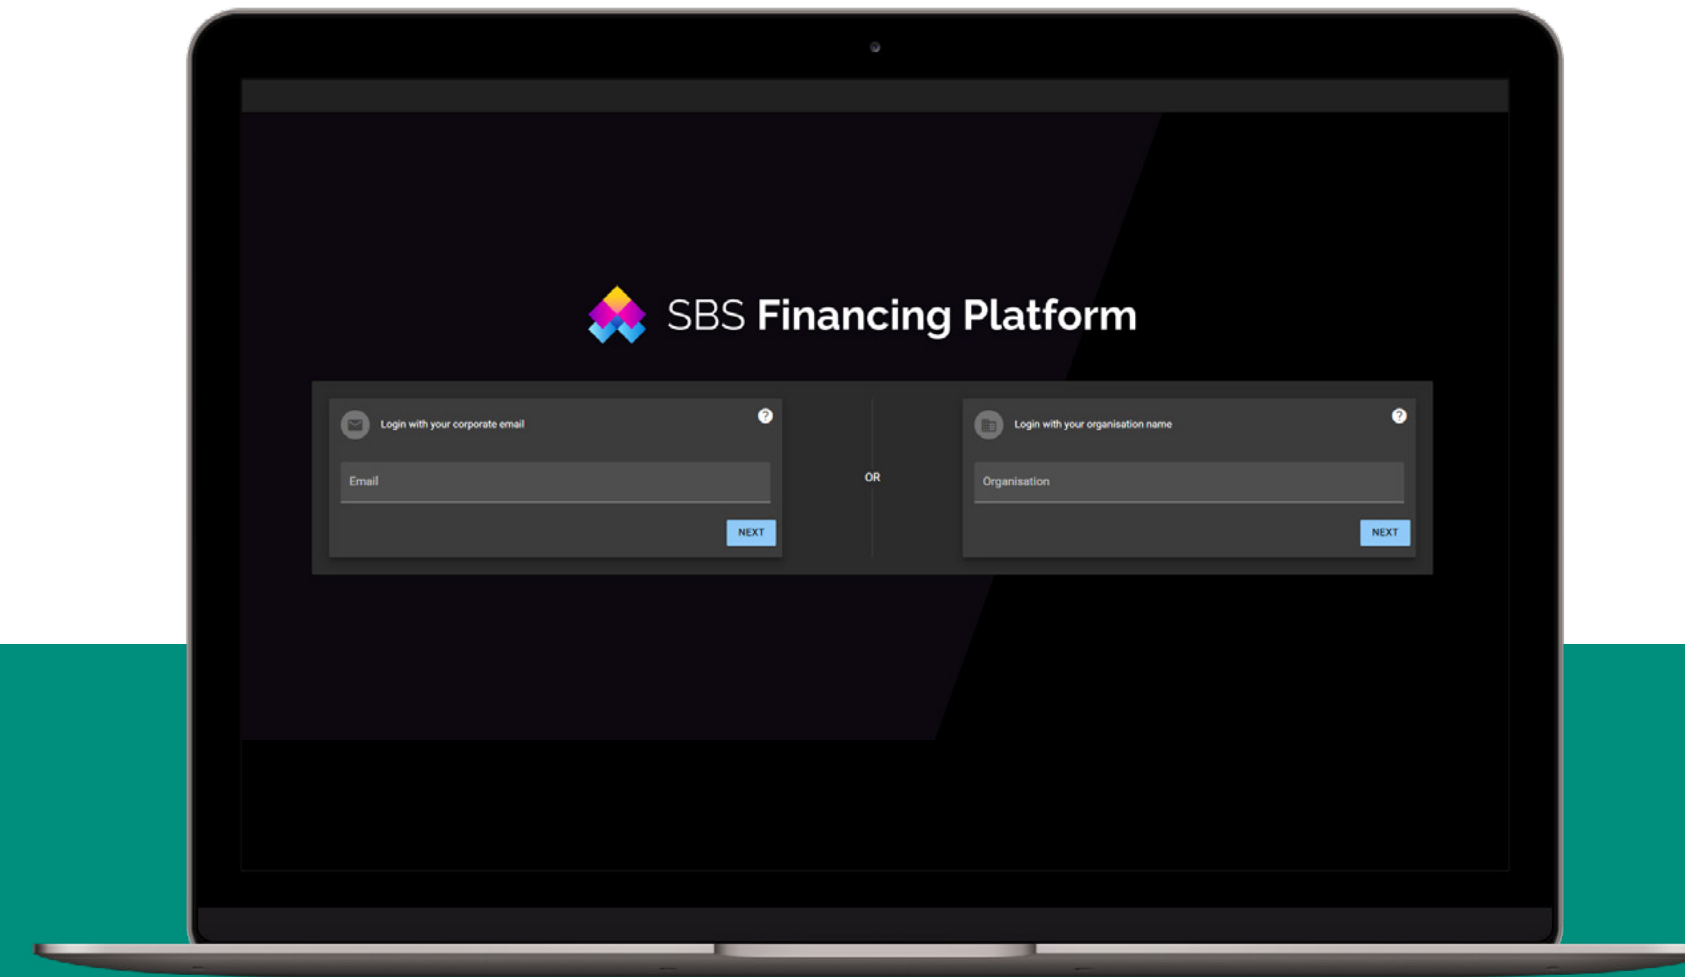 SBS Financing Platform
Login with your corporate email
?
Email
NEXT
OR
Login with your organisation name
?
Organisation
NEXT